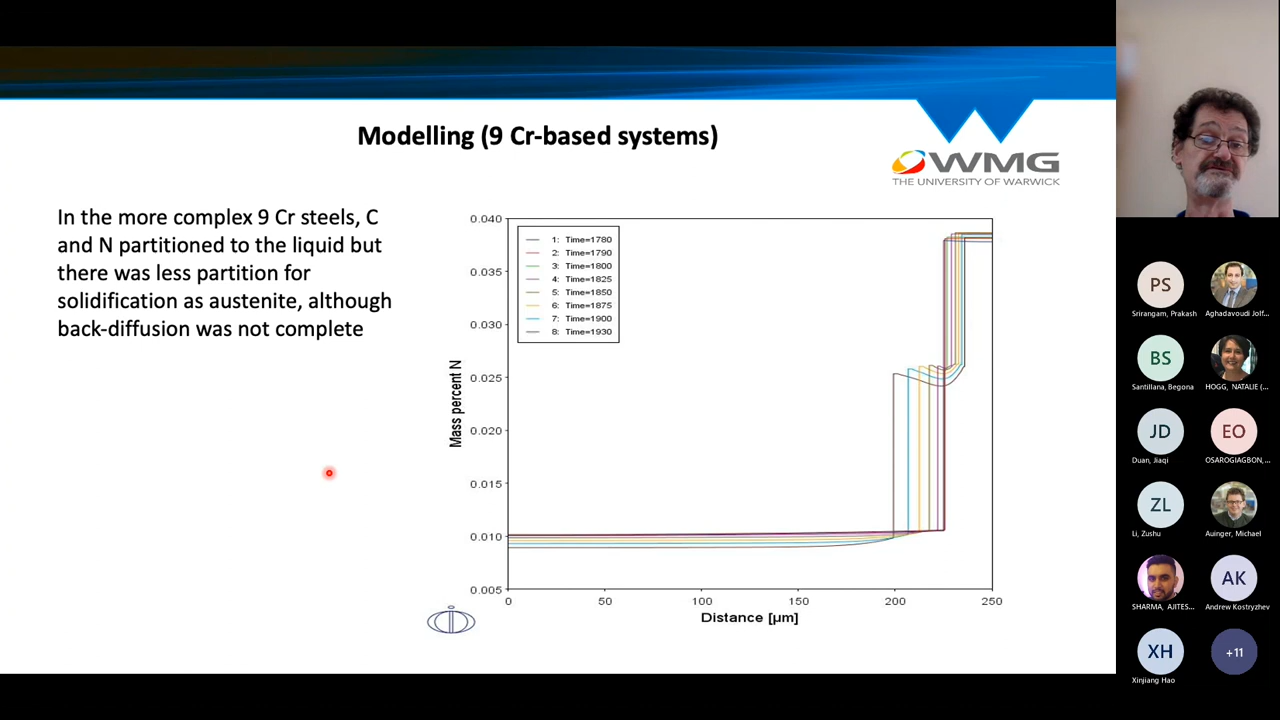 Modelling (9 Cr-based systems)
WMG
THE UNIVERSITY OF WARWICK
In the more complex 9 Cr steels, C
and N partitioned to the liquid but
there was less partition for
solidification as austenite, although
back-diffusion was not complete
0.040
0.035
0.030
0.025
0.020
0.015
0.010
0.005
Mass percent N
1: Time=1780
2: Time=1790
3: Time=1800
4: Time=1825
5: Time=1850
6: Time=1875
7: Time=1900
8: Time=1930
0 50 100 150 200 250
Distance [µm]
PS
Srirangam, Prakash
Aghadavoudi Jolf...
BS
Santillana, Begona
HOGG, NATALIE (...
JD
Duan, Jiaqi
EO
OSAROGIAGBON,...
ZL
Li, Zushu
Auinger, Michael
SHARMA, AJITES...
AK
Andrew Kostryzhev
XH
Xinjiang Hao
+11